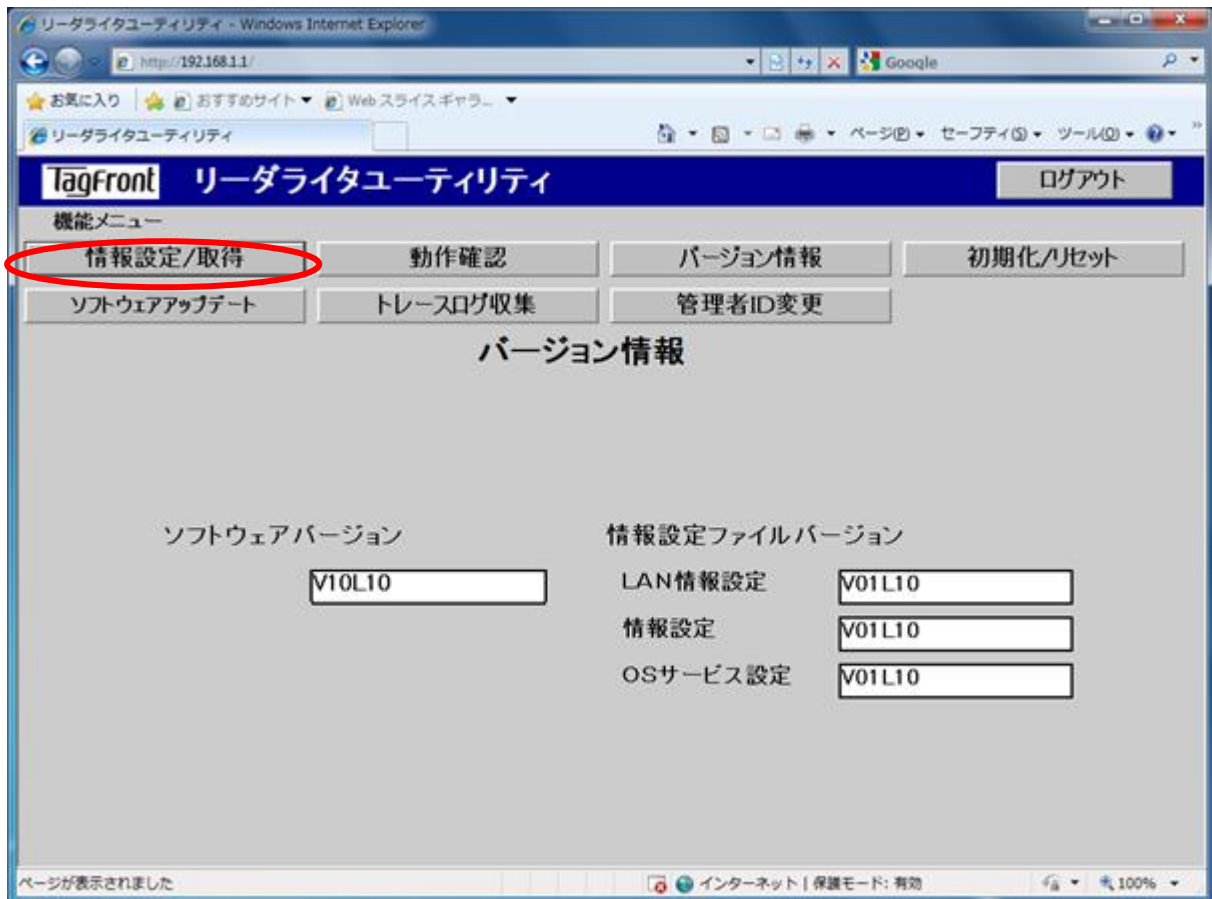 リーダライタユーティリティ - Windows Internet Explorer
http://192.168.1.1/
Google
お気に入り おすすめサイト Web スライス ギャラ...
リーダライタユーティリティ ページ(P) セーフティ(S) ツール(O)
TagFront リーダライタユーティリティ ログアウト
機能メニュー
情報設定/取得 動作確認 バージョン情報 初期化/リセット
ソフトウェアアップデート トレースログ収集 管理者ID変更
バージョン情報
ソフトウェアバージョン 情報設定ファイルバージョン
V10L10 LAN情報設定 V01L10
情報設定 V01L10
OSサービス設定 V01L10
ページが表示されました インターネット | 保護モード: 有効 100%